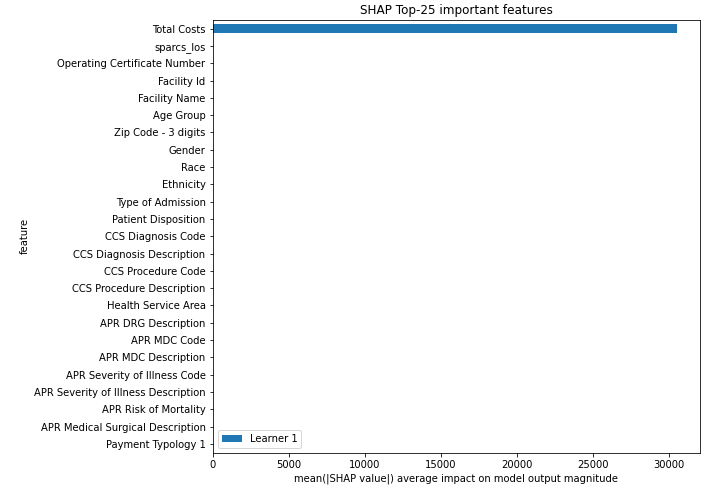 SHAP Top-25 important features
Total Costs
sparcs_los
Operating Certificate Number
Facility Id
Facility Name
Age Group
Zip Code - 3 digits
Gender
Race
Ethnicity
Type of Admission
Patient Disposition
CCS Diagnosis Code
CCS Diagnosis Description
CCS Procedure Code
CCS Procedure Description
Health Service Area
APR DRG Description
APR MDC Code
APR MDC Description
APR Severity of Illness Code
APR Severity of Illness Description
APR Risk of Mortality
APR Medical Surgical Description
Payment Typology 1
feature
Learner 1
0 5000 10000 15000 20000 25000 30000
mean(|SHAP value|) average impact on model output magnitude